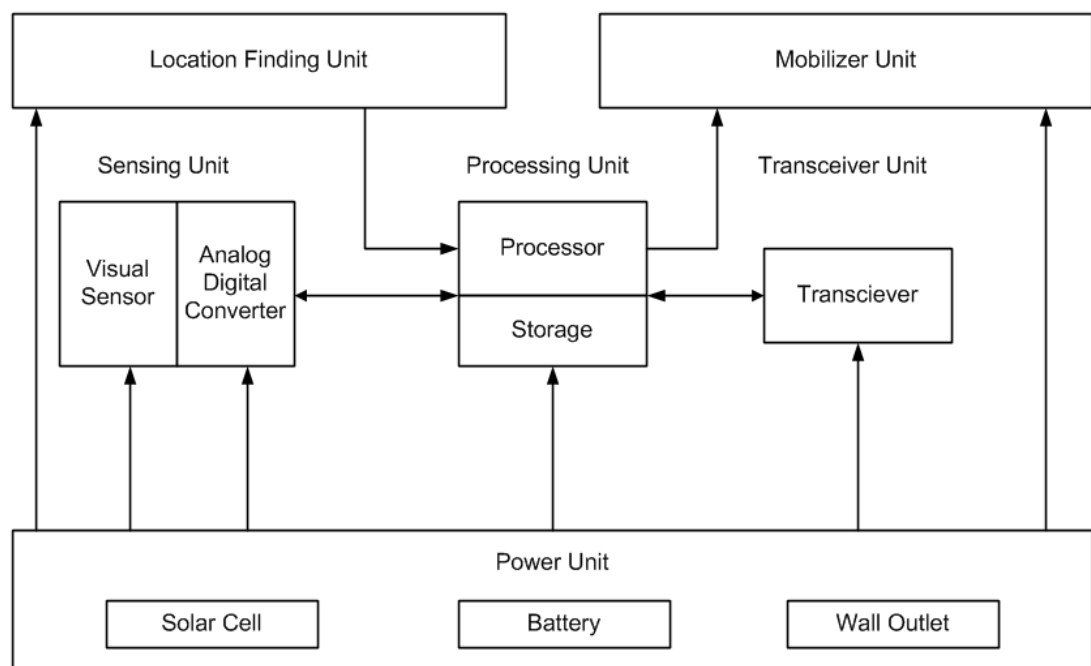 Location Finding Unit
Mobilizer Unit
Sensing Unit
Processing Unit
Transceiver Unit
Visual
Sensor
Analog
Digital
Converter
Processor
Storage
Transciever
Power Unit
Solar Cell
Battery
Wall Outlet